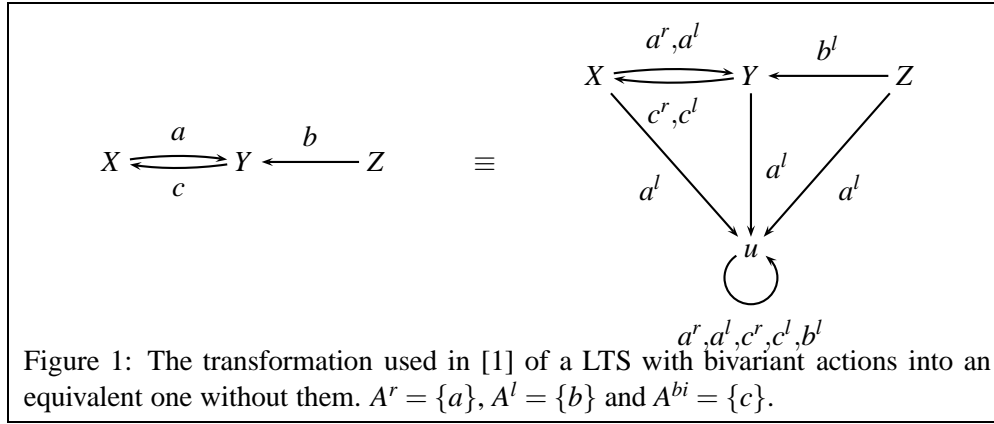 a^r,a^l
b^l
X Y Z
c^r,c^l
a b
X Y Z ≡
c
a^l a^l a^l
u
a^r,a^l,c^r,c^l,b^l
Figure 1: The transformation used in [1] of a LTS with bivariant actions into an
equivalent one without them. A^r = {a}, A^l = {b} and A^{bi} = {c}.